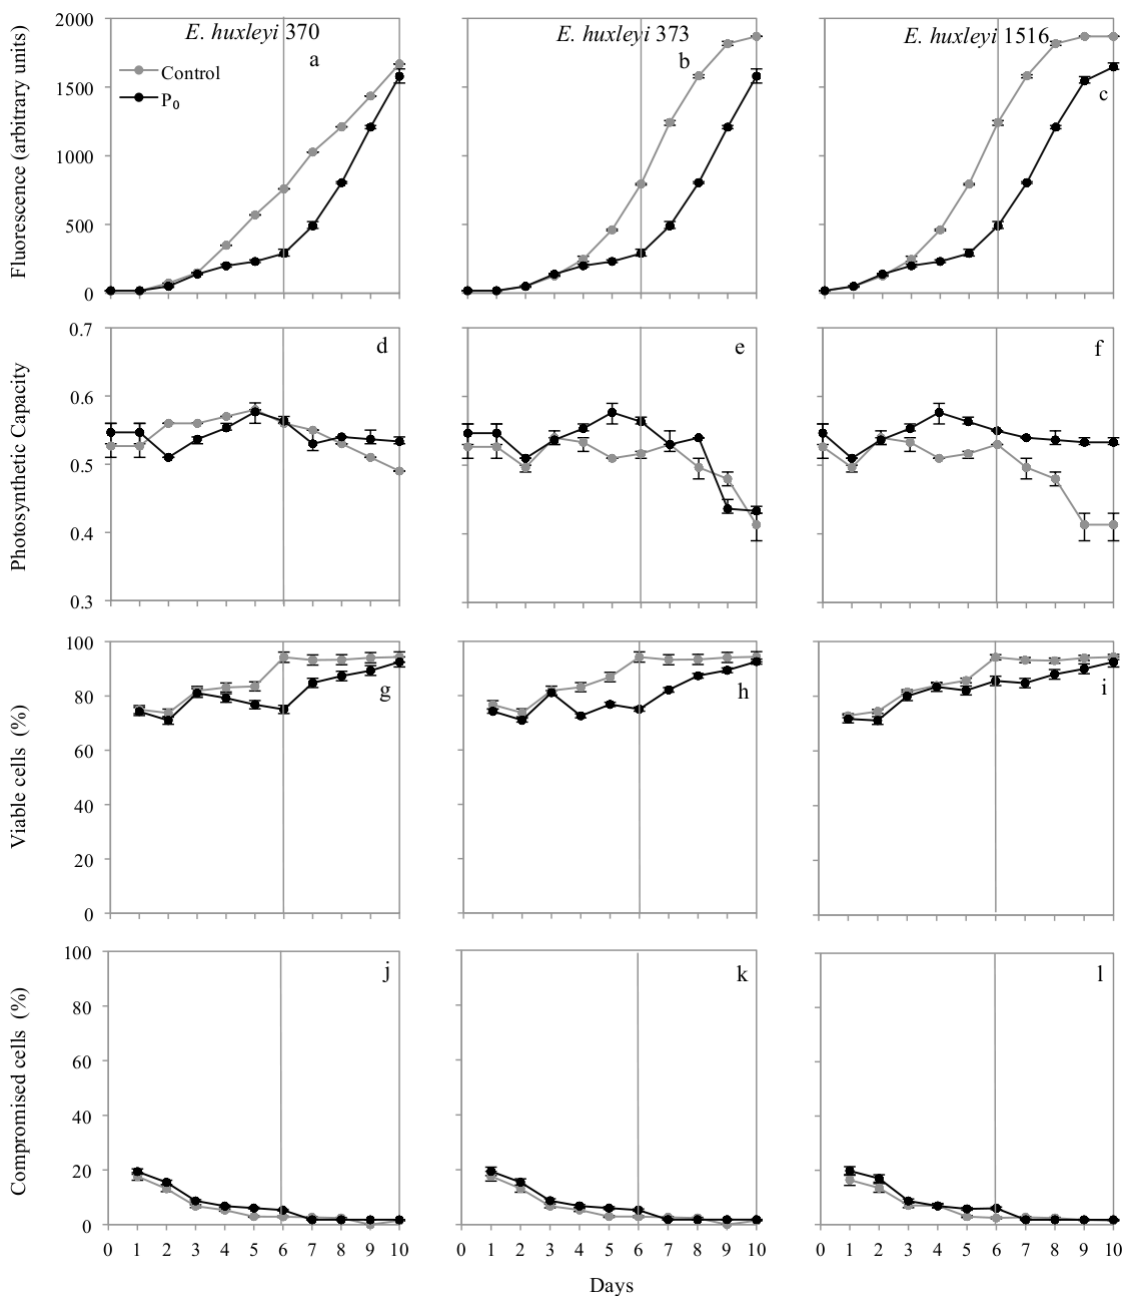 E. huxleyi 370
E. huxleyi 373
E. huxleyi 1516
Fluorescence (arbitrary units)
2000
1500
1000
500
0
Control
P₀
a
b
c
Photosynthetic Capacity
0.7
0.6
0.5
0.4
0.3
d
e
f
Viable cells (%)
100
80
60
40
20
0
g
h
i
Compromised cells (%)
100
80
60
40
20
0
j
k
l
0 1 2 3 4 5 6 7 8 9 10
0 1 2 3 4 5 6 7 8 9 10
0 1 2 3 4 5 6 7 8 9 10
Days